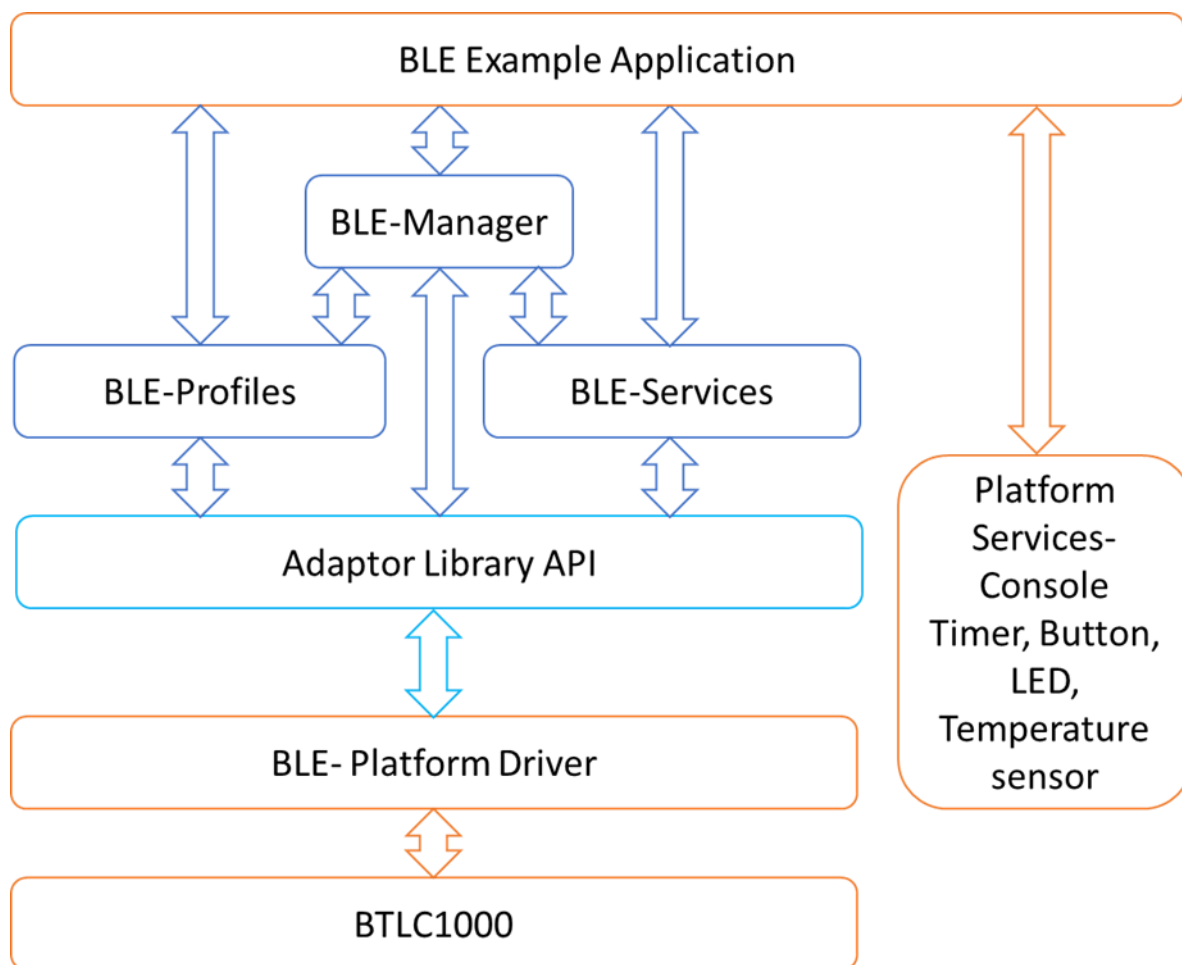 BLE Example Application
BLE-Manager
BLE-Profiles
BLE-Services
Adaptor Library API
Platform
Services-
Console
Timer, Button,
LED,
Temperature
sensor
BLE- Platform Driver
BTLC1000